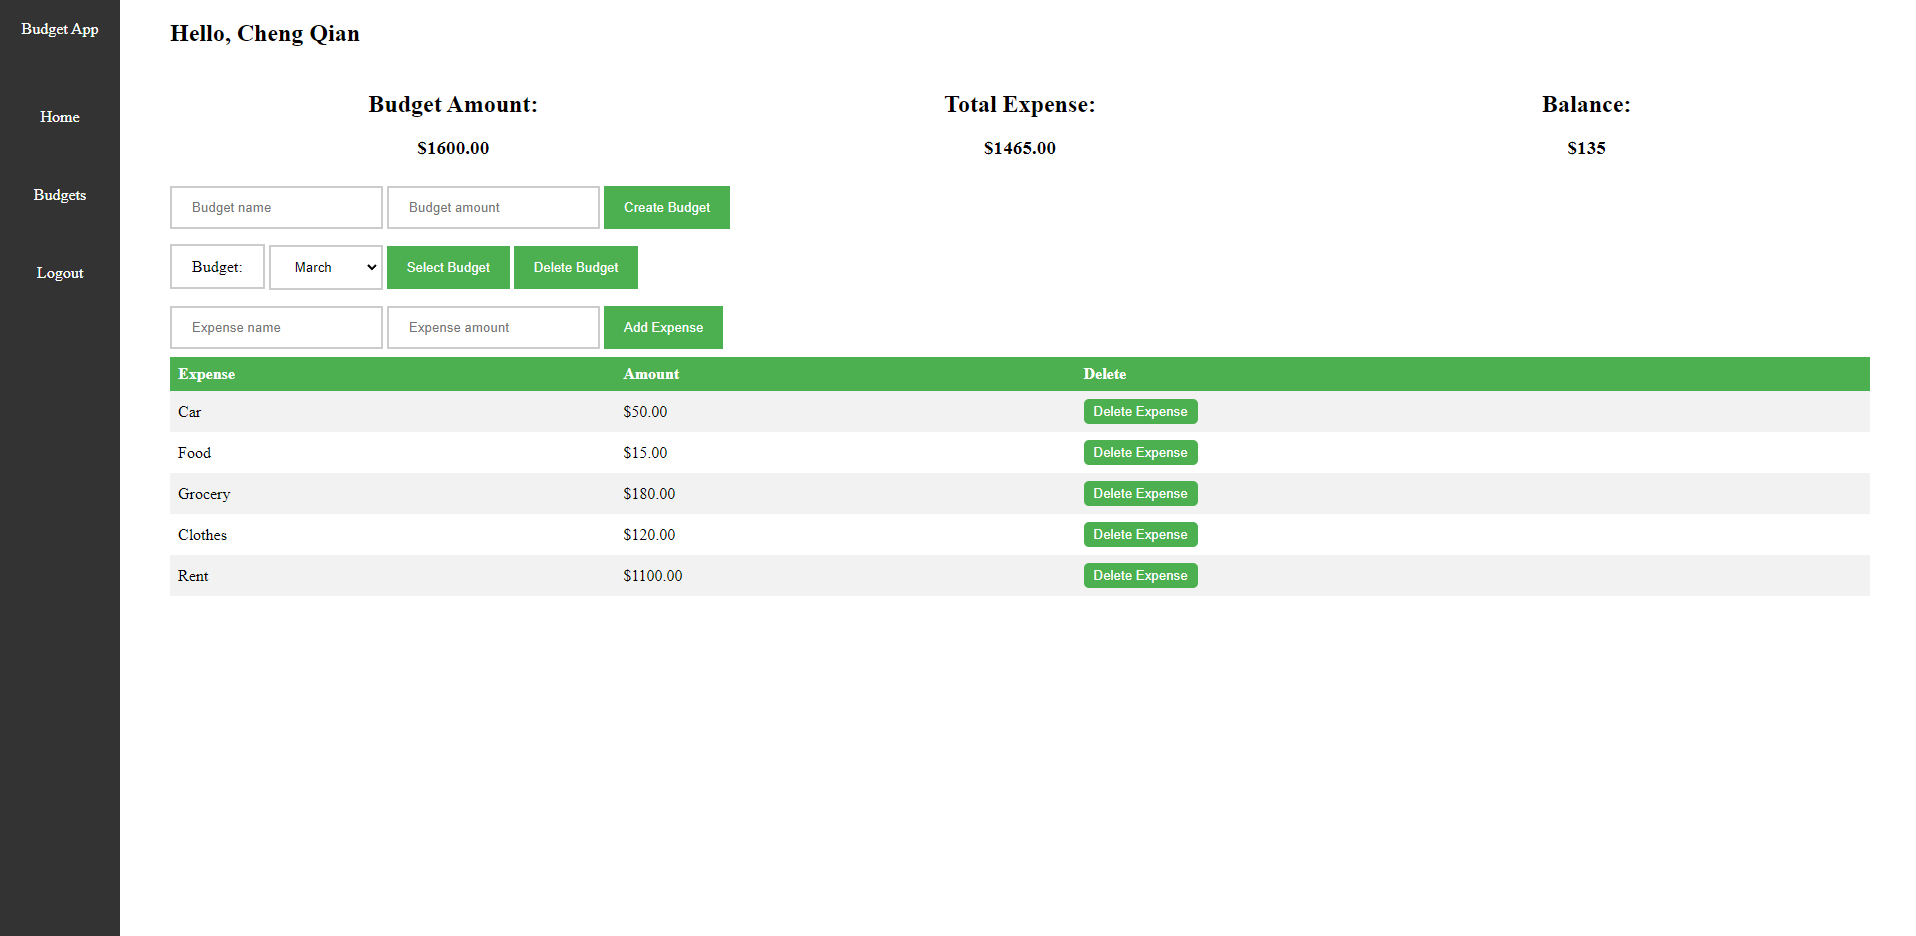 Budget App
Home
Budgets
Logout
Hello, Cheng Qian
Budget Amount: Total Expense: Balance:
$1600.00 $1465.00 $135
Budget name Budget amount Create Budget
Budget: March Select Budget Delete Budget
Expense name Expense amount Add Expense
Expense Amount Delete
Car $50.00 Delete Expense
Food $15.00 Delete Expense
Grocery $180.00 Delete Expense
Clothes $120.00 Delete Expense
Rent $1100.00 Delete Expense